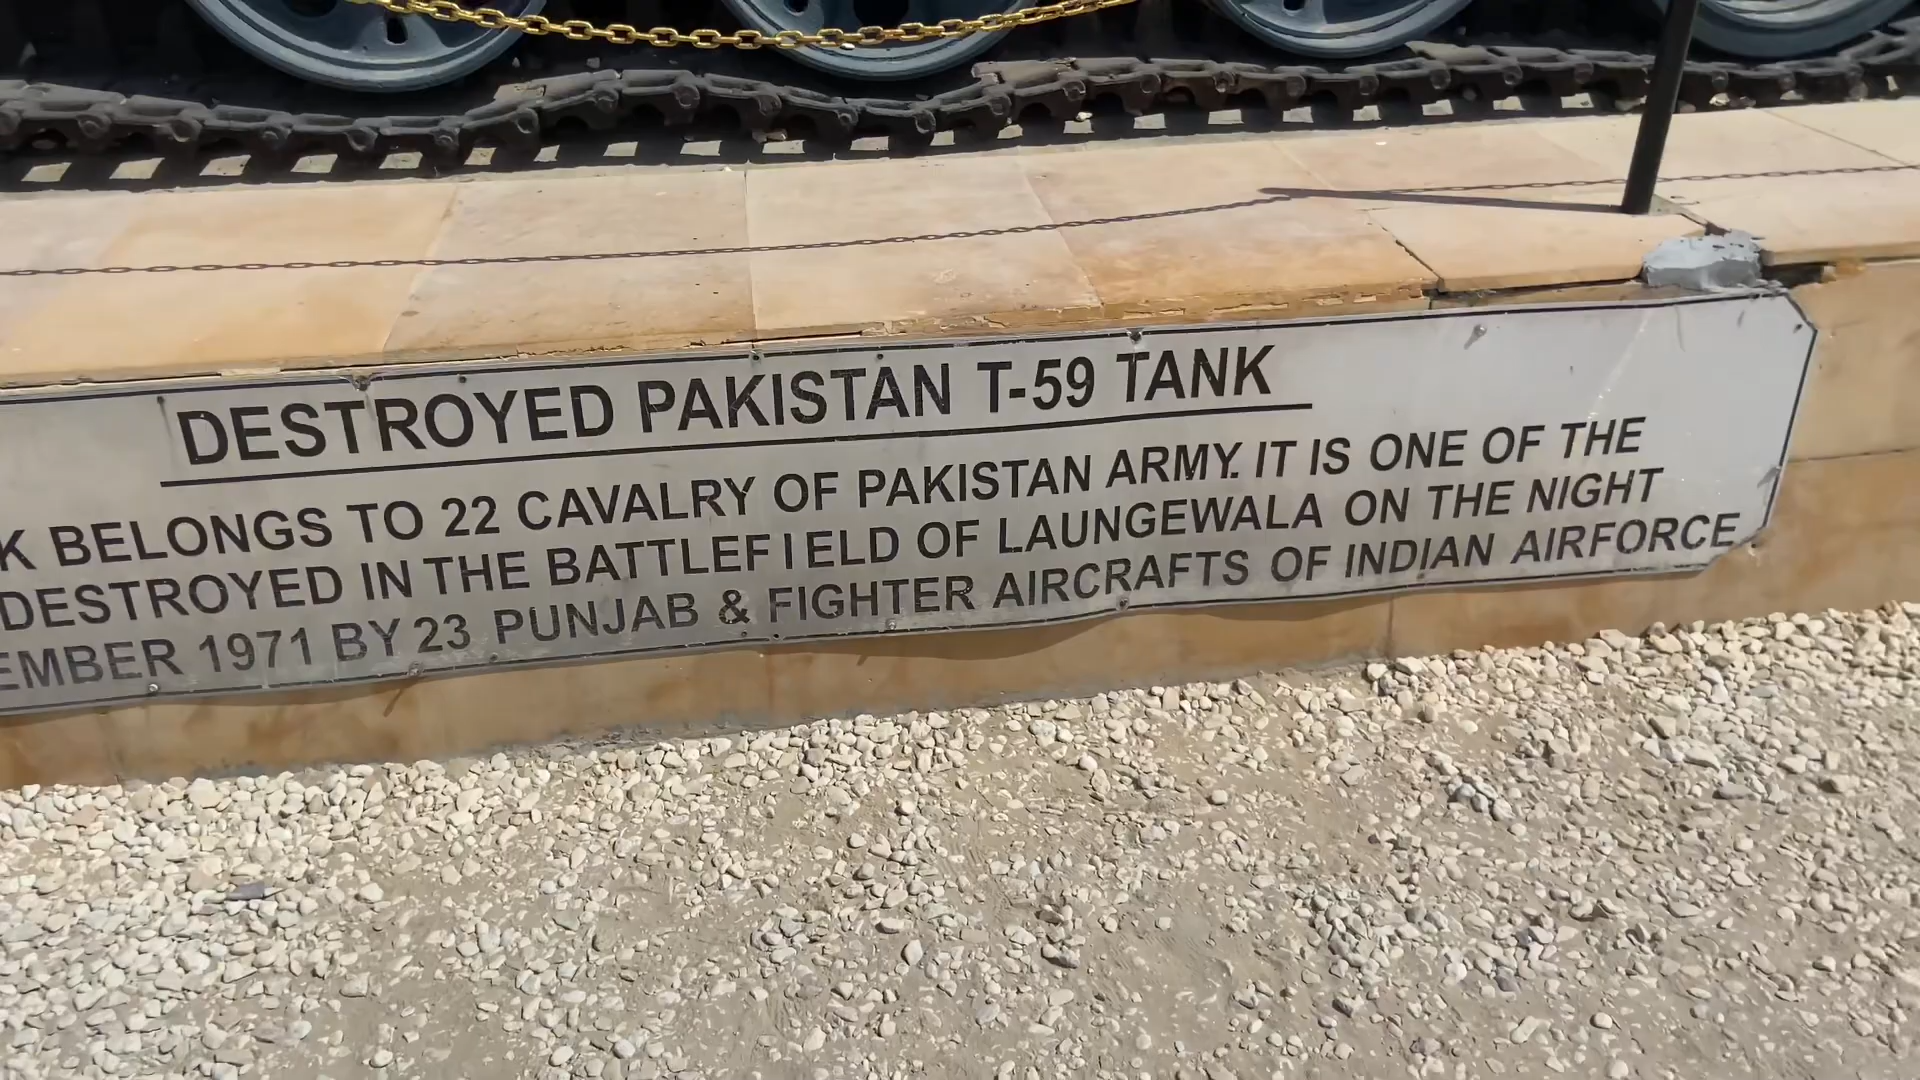 DESTROYED PAKISTAN T-59 TANK
K BELONGS TO 22 CAVALRY OF PAKISTAN ARMY. IT IS ONE OF THE
DESTROYED IN THE BATTLEFIELD OF LAUNGEWALA ON THE NIGHT
EMBER 1971 BY 23 PUNJAB & FIGHTER AIRCRAFTS OF INDIAN AIRFORCE